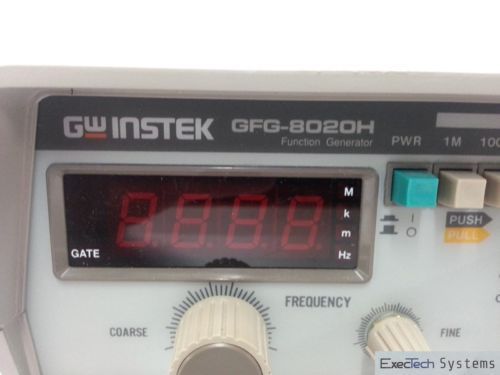 GW INSTEK GFG-8020H
Function Generator
PWR 1M
8.8.8.8
M
k
m
Hz
GATE
I
O
PUSH
PULL
FREQUENCY
COARSE FINE
ExecTech Systems